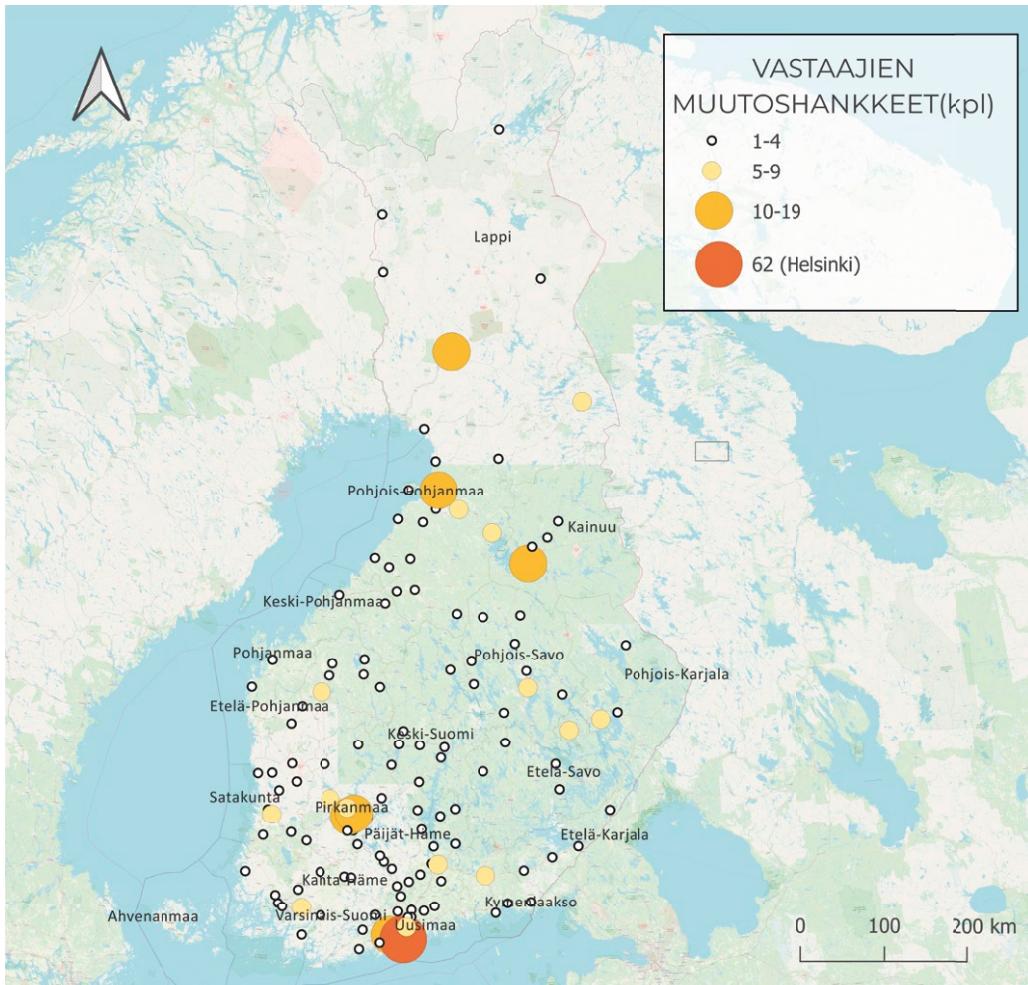 VASTAAJIEN
MUUTOSHANKKEET(kpl)
1-4
5-9
10-19
62 (Helsinki)
Lappi
Pohjois-Pohjanmaa
Kainuu
Keski-Pohjanmaa
Pohjanmaa
Pohjois-Savo
Pohjois-Karjala
Etelä-Pohjanmaa
Keski-Suomi
Etelä-Savo
Satakunta
Pirkanmaa
Päijät-Häme
Etelä-Karjala
Kanta-Häme
Kymenlaakso
Ahvenanmaa
Varsinais-Suomi
Uusimaa
0 100 200 km